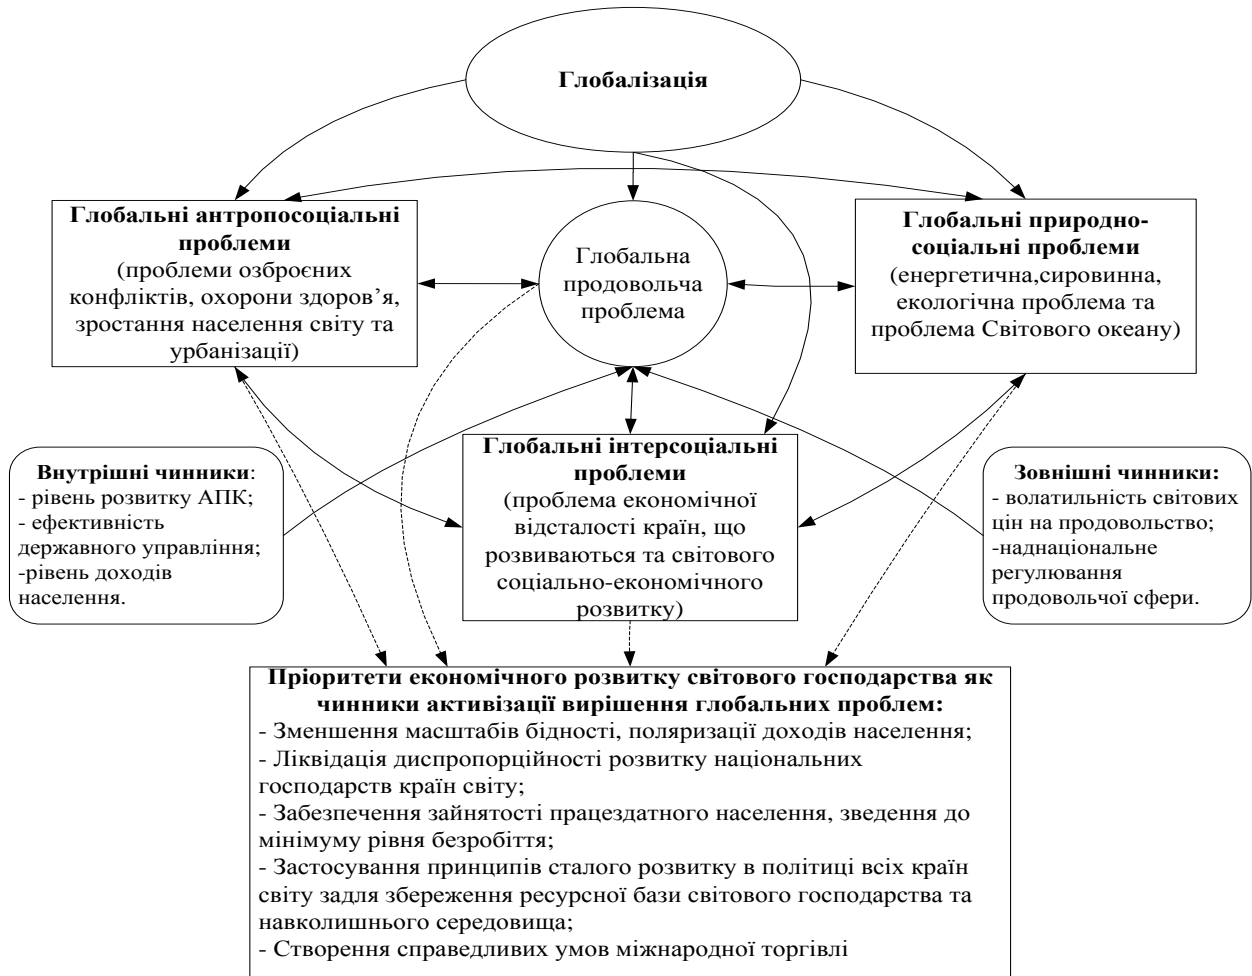 Глобалізація
Глобальні антропосоціальні
проблеми
(проблеми озброєних
конфліктів, охорони здоров’я,
зростання населення світу та
урбанізації)
Глобальна
продовольча
проблема
Глобальні природно-
соціальні проблеми
(енергетична,сировинна,
екологічна проблема та
проблема Світового океану)
Внутрішні чинники:
- рівень розвитку АПК;
- ефективність
державного управління;
-рівень доходів
населення.
Глобальні інтерсоціальні
проблеми
(проблема економічної
відсталості країн, що
розвиваються та світового
соціально-економічного
розвитку)
Зовнішні чинники:
- волатильність світових
цін на продовольство;
-наднаціональне
регулювання
продовольчої сфери.
Пріоритети економічного розвитку світового господарства як
чинники активізації вирішення глобальних проблем:
- Зменшення масштабів бідності, поляризації доходів населення;
- Ліквідація диспропорційності розвитку національних
господарств країн світу;
- Забезпечення зайнятості працездатного населення, зведення до
мінімуму рівня безробіття;
- Застосування принципів сталого розвитку в політиці всіх країн
світу задля збереження ресурсної бази світового господарства та
навколишнього середовища;
- Створення справедливих умов міжнародної торгівлі